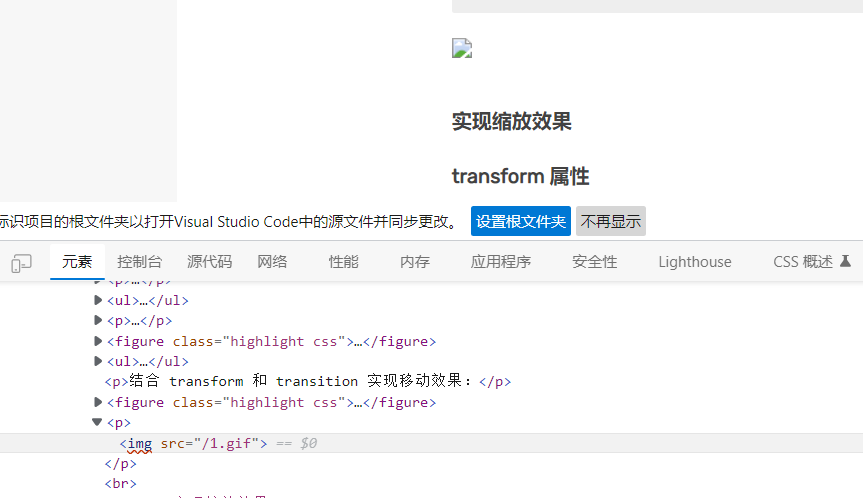 实现缩放效果
transform 属性
标识项目的根文件夹以打开Visual Studio Code中的源文件并同步更改。 设置根文件夹 不再显示
元素 控制台 源代码 网络 性能 内存 应用程序 安全性 Lighthouse CSS 概述
<p>…</p>
<ul>…</ul>
<p>…</p>
<figure class="highlight css">…</figure>
<ul>…</ul>
<p>结合 transform 和 transition 实现移动效果：</p>
<figure class="highlight css">…</figure>
<p>
<img src="/1.gif"> == $0
</p>
<br>